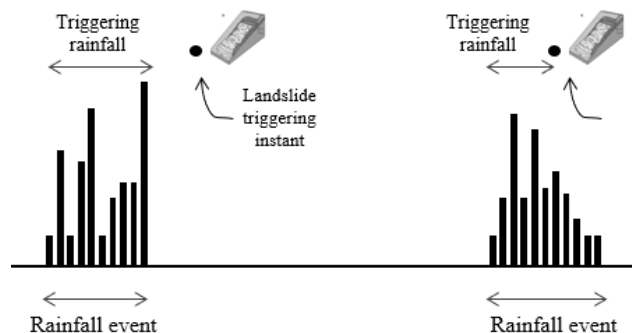 Triggering
rainfall
Landslide
triggering
instant
Rainfall event
Triggering
rainfall
Rainfall event